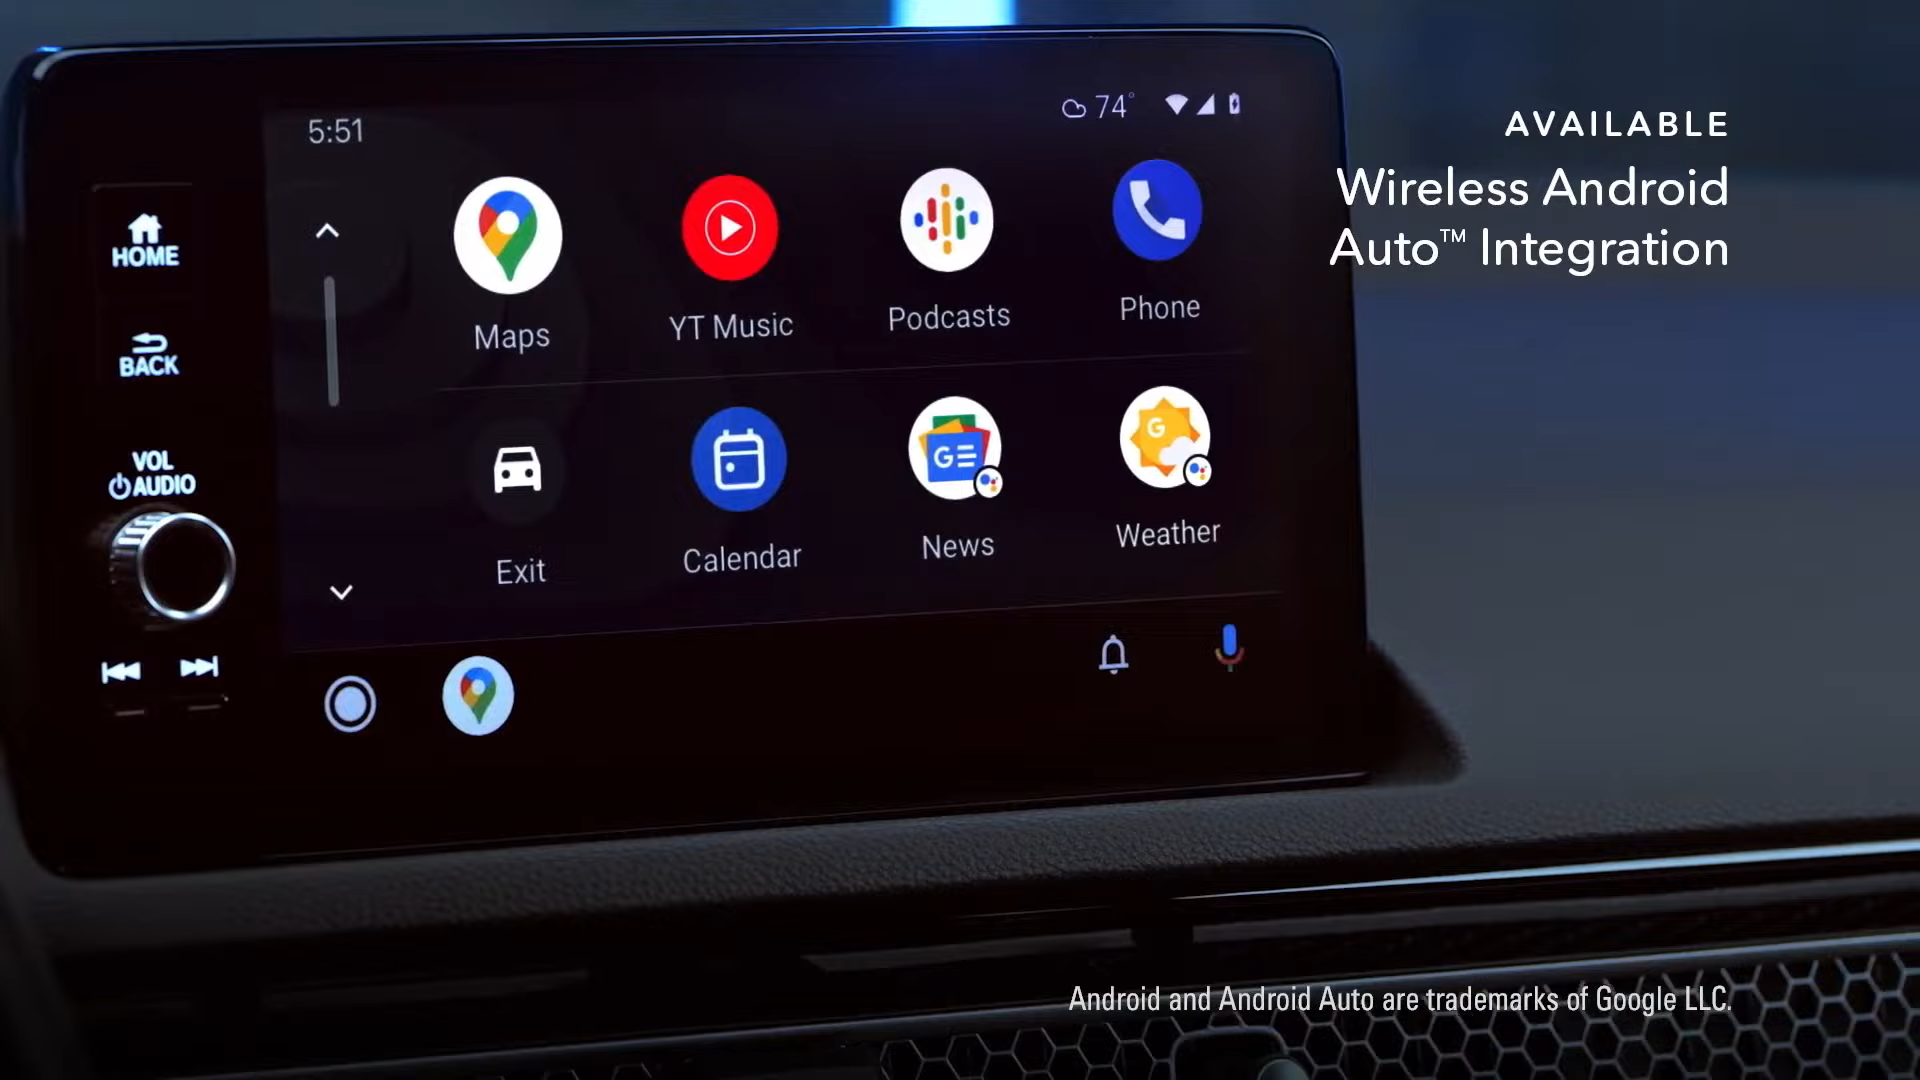 5:51
74°
AVAILABLE
Wireless Android
Auto™ Integration
HOME
BACK
VOL
AUDIO
Maps
YT Music
Podcasts
Phone
Exit
Calendar
G
News
G
Weather
Android and Android Auto are trademarks of Google LLC.